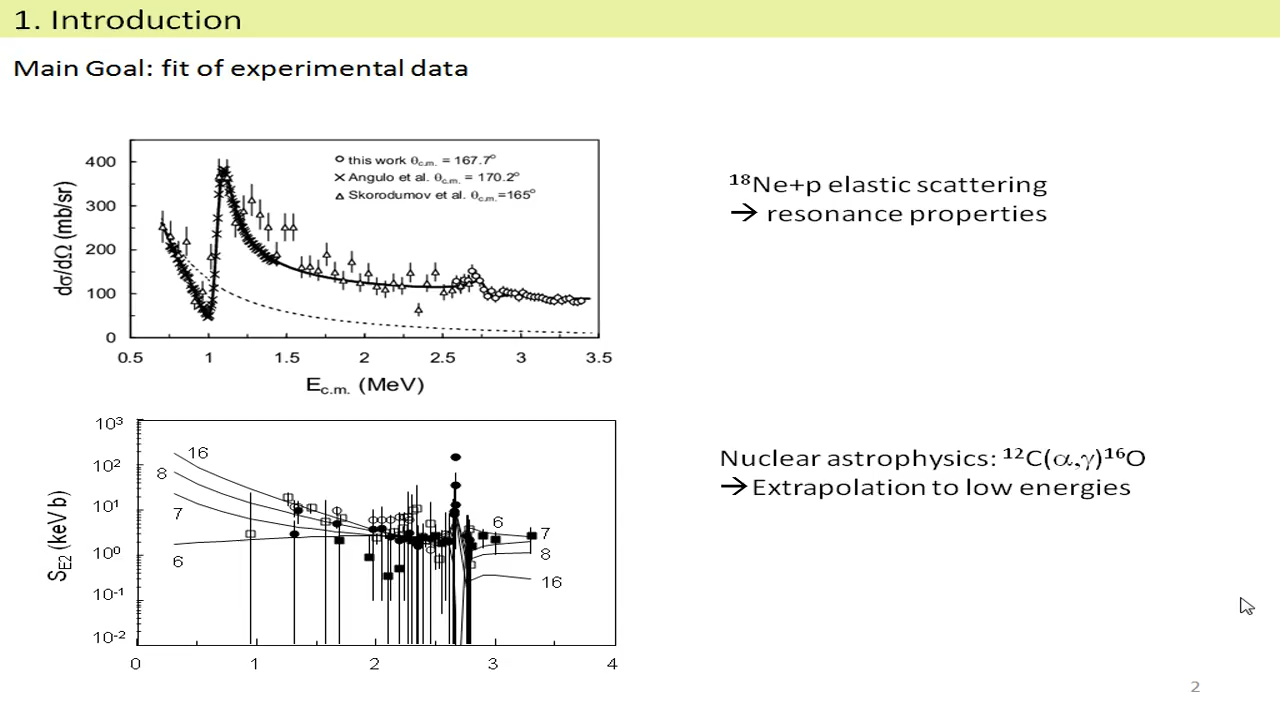 1. Introduction
Main Goal: fit of experimental data
dσ/dΩ (mb/sr)
400
300
200
100
0
○ this work θc.m. = 167.7°
× Angulo et al. θc.m. = 170.2°
△ Skorodumov et al. θc.m.=165°
0.5 1 1.5 2 2.5 3 3.5
Ec.m. (MeV)
¹⁸Ne+p elastic scattering
→ resonance properties
SE2 (keV b)
10³
10²
10¹
10⁰
10⁻¹
10⁻²
16
8
7
6
6
7
8
16
0 1 2 3 4
Nuclear astrophysics: ¹²C(α,γ)¹⁶O
→Extrapolation to low energies
2